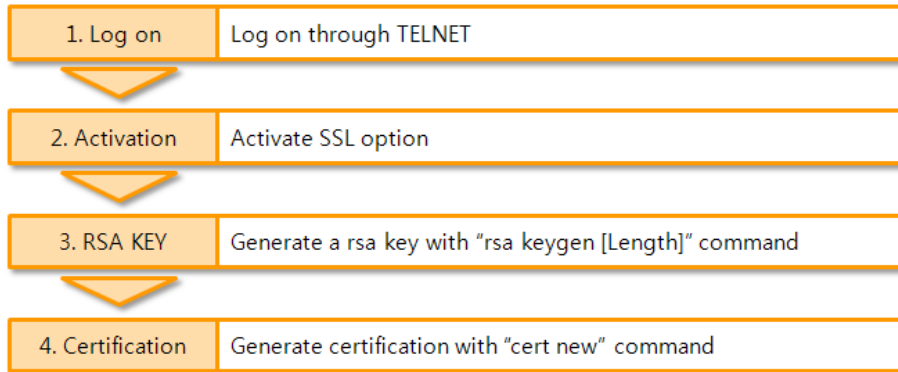 1. Log on Log on through TELNET
2. Activation Activate SSL option
3. RSA KEY Generate a rsa key with “rsa keygen [Length]” command
4. Certification Generate certification with “cert new” command